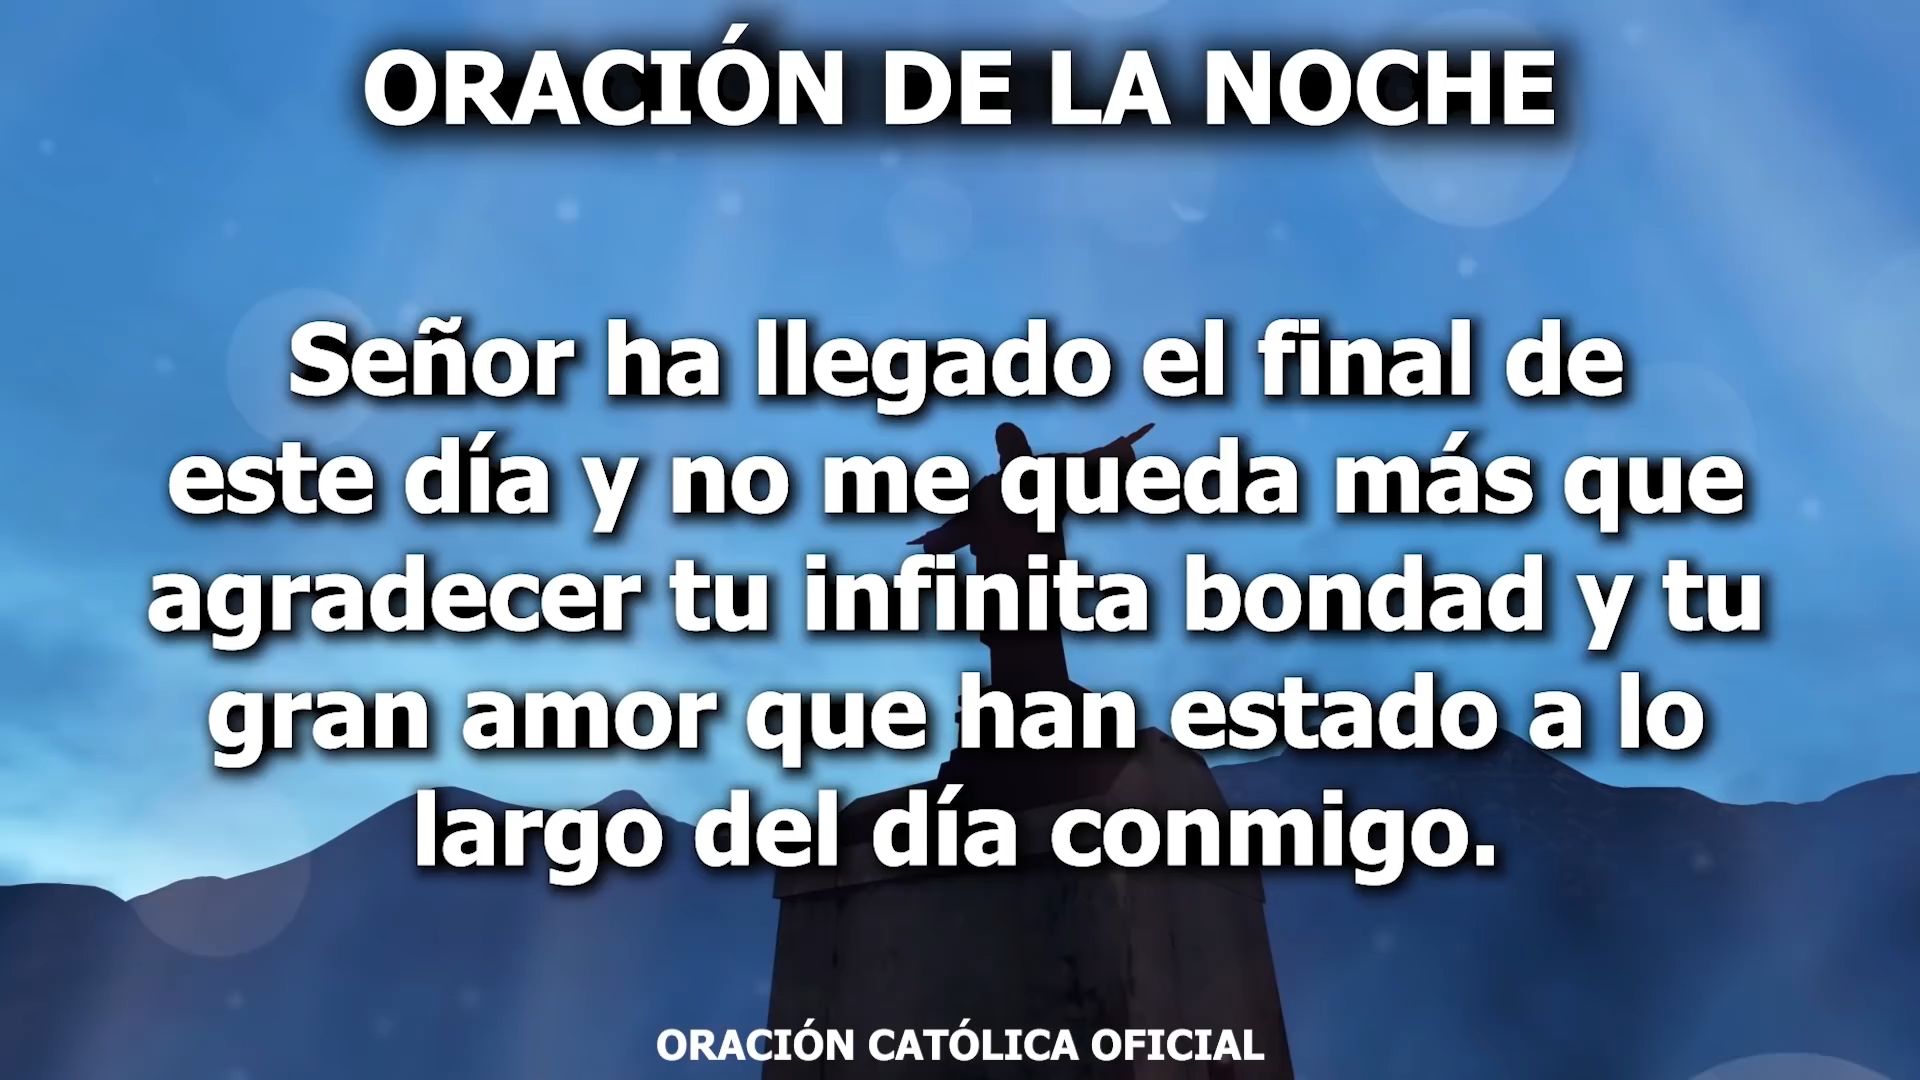 ORACIÓN DE LA NOCHE
Señor ha llegado el final de
este día y no me queda más que
agradecer tu infinita bondad y tu
gran amor que han estado a lo
largo del día conmigo.
ORACIÓN CATÓLICA OFICIAL